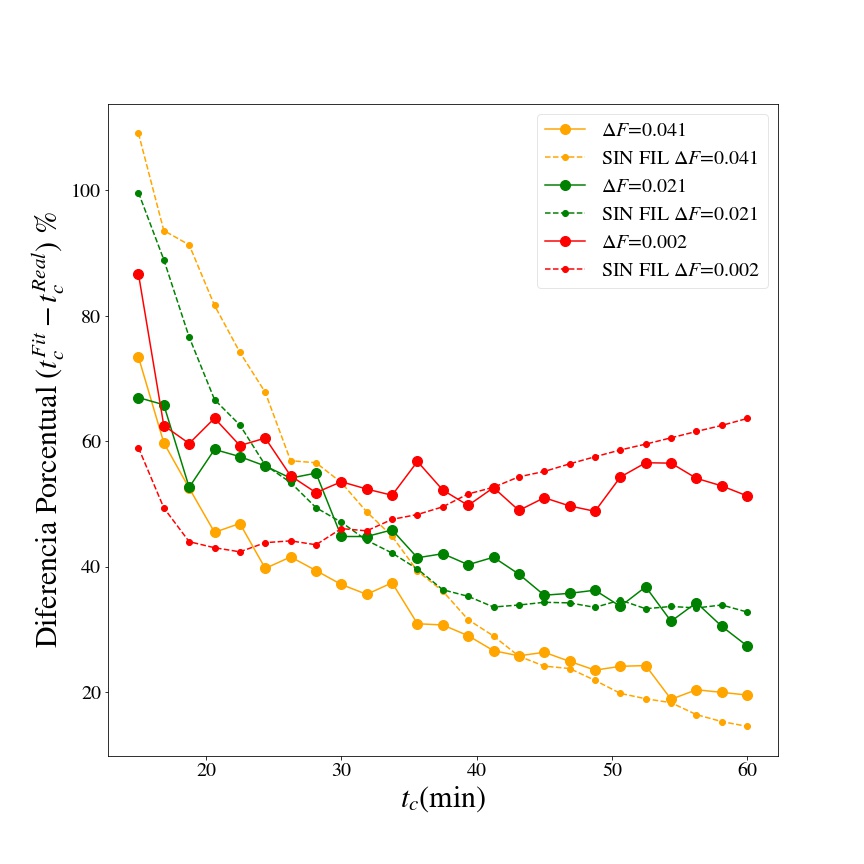 ΔF=0.041
SIN FIL ΔF=0.041
ΔF=0.021
SIN FIL ΔF=0.021
ΔF=0.002
SIN FIL ΔF=0.002
Diferencia Porcentual (t_c^{Fit} − t_c^{Real}) %
100
80
60
40
20
20 30 40 50 60
t_c(min)